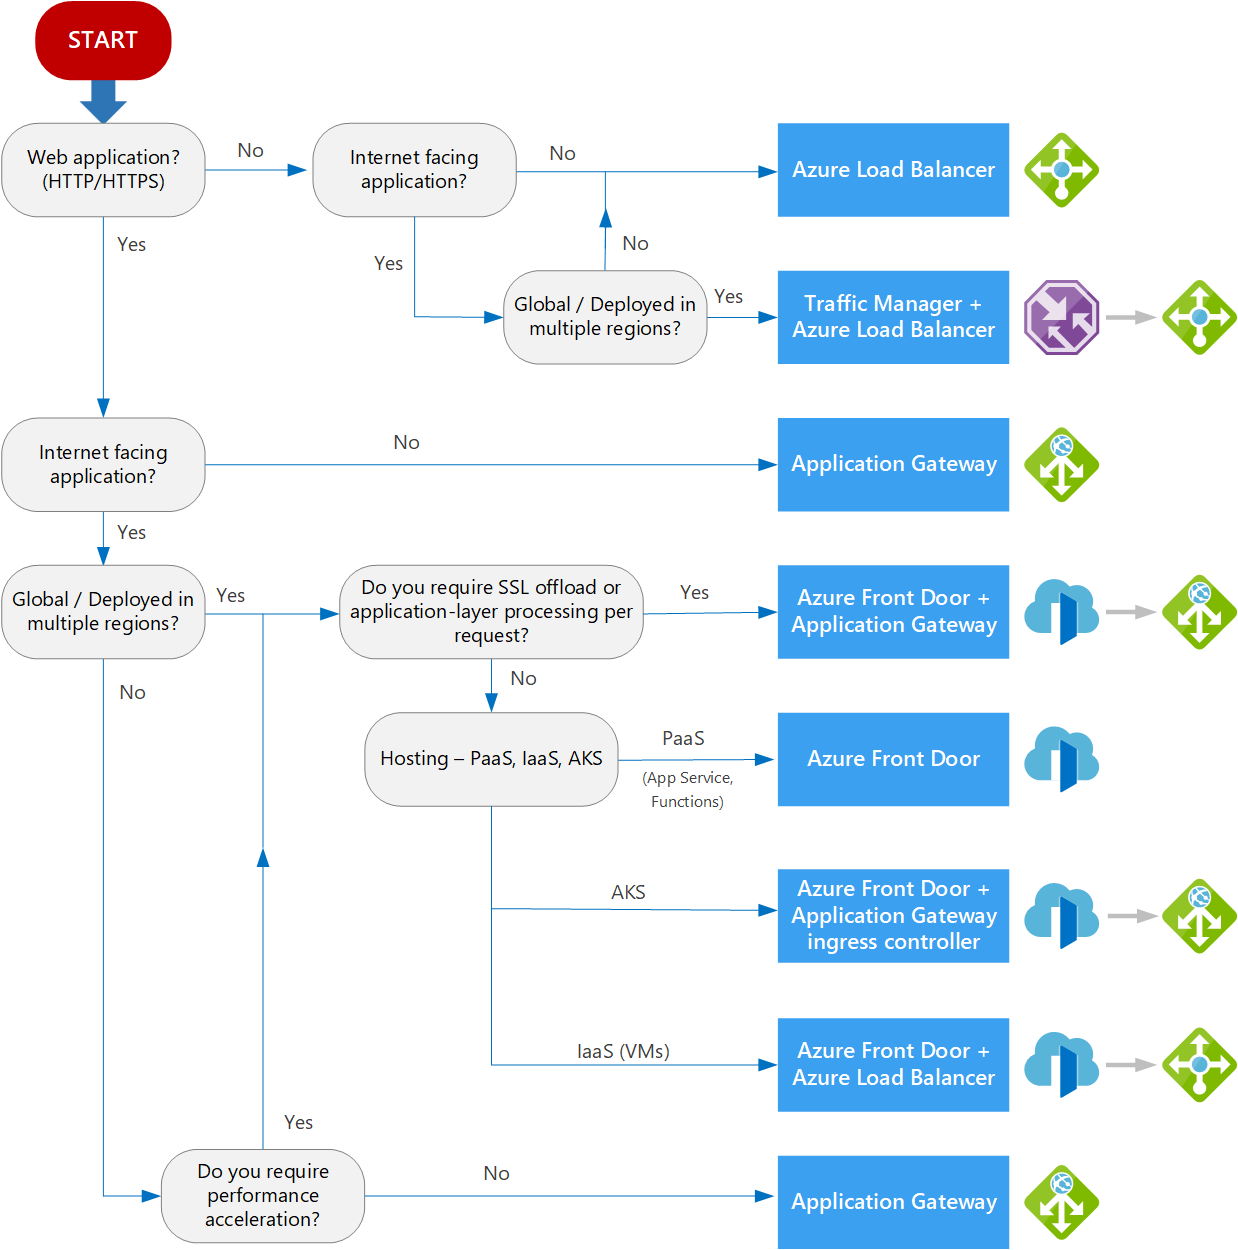 START
Web application?
(HTTP/HTTPS)
No
Internet facing
application?
No
Azure Load Balancer
Yes
Yes
No
Global / Deployed in
multiple regions?
Yes
Traffic Manager +
Azure Load Balancer
Internet facing
application?
No
Application Gateway
Yes
Global / Deployed in
multiple regions?
Yes
Do you require SSL offload or
application-layer processing per
request?
Yes
Azure Front Door +
Application Gateway
No
No
Hosting – PaaS, IaaS, AKS
PaaS
(App Service,
Functions)
Azure Front Door
AKS
Azure Front Door +
Application Gateway
ingress controller
IaaS (VMs)
Azure Front Door +
Azure Load Balancer
Yes
Do you require
performance
acceleration?
No
Application Gateway